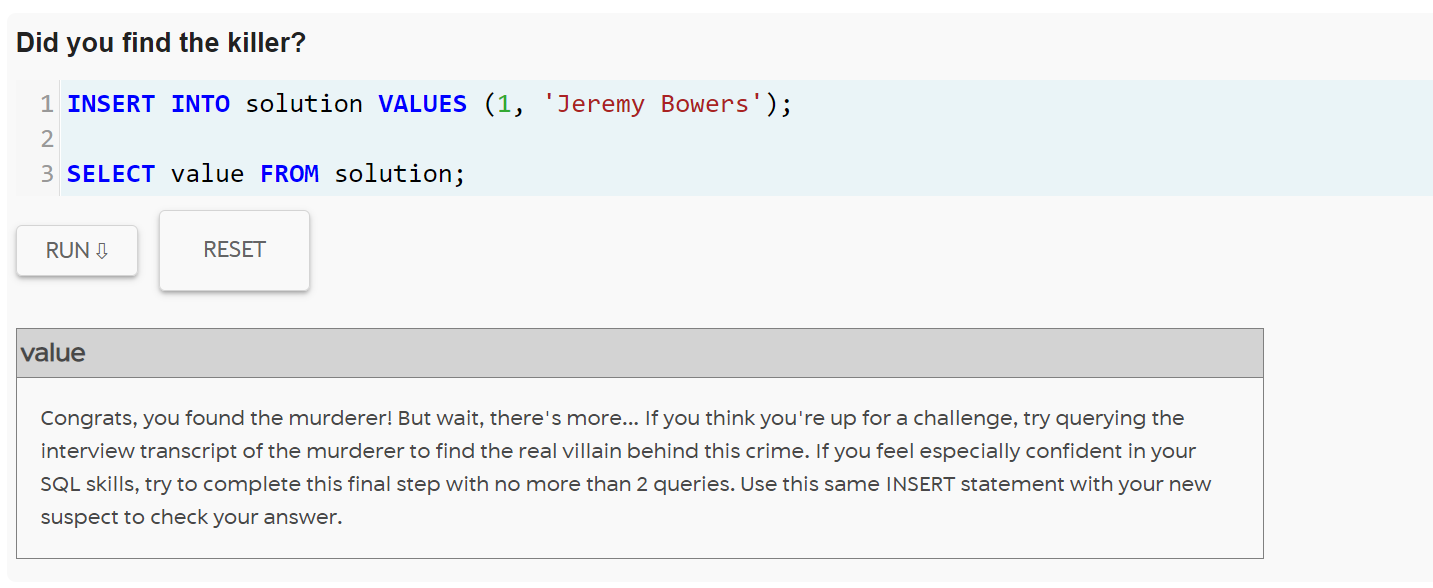 Did you find the killer?
1 INSERT INTO solution VALUES (1, 'Jeremy Bowers');
2
3 SELECT value FROM solution;
RUN ⇩ RESET
value
Congrats, you found the murderer! But wait, there's more... If you think you're up for a challenge, try querying the
interview transcript of the murderer to find the real villain behind this crime. If you feel especially confident in your
SQL skills, try to complete this final step with no more than 2 queries. Use this same INSERT statement with your new
suspect to check your answer.